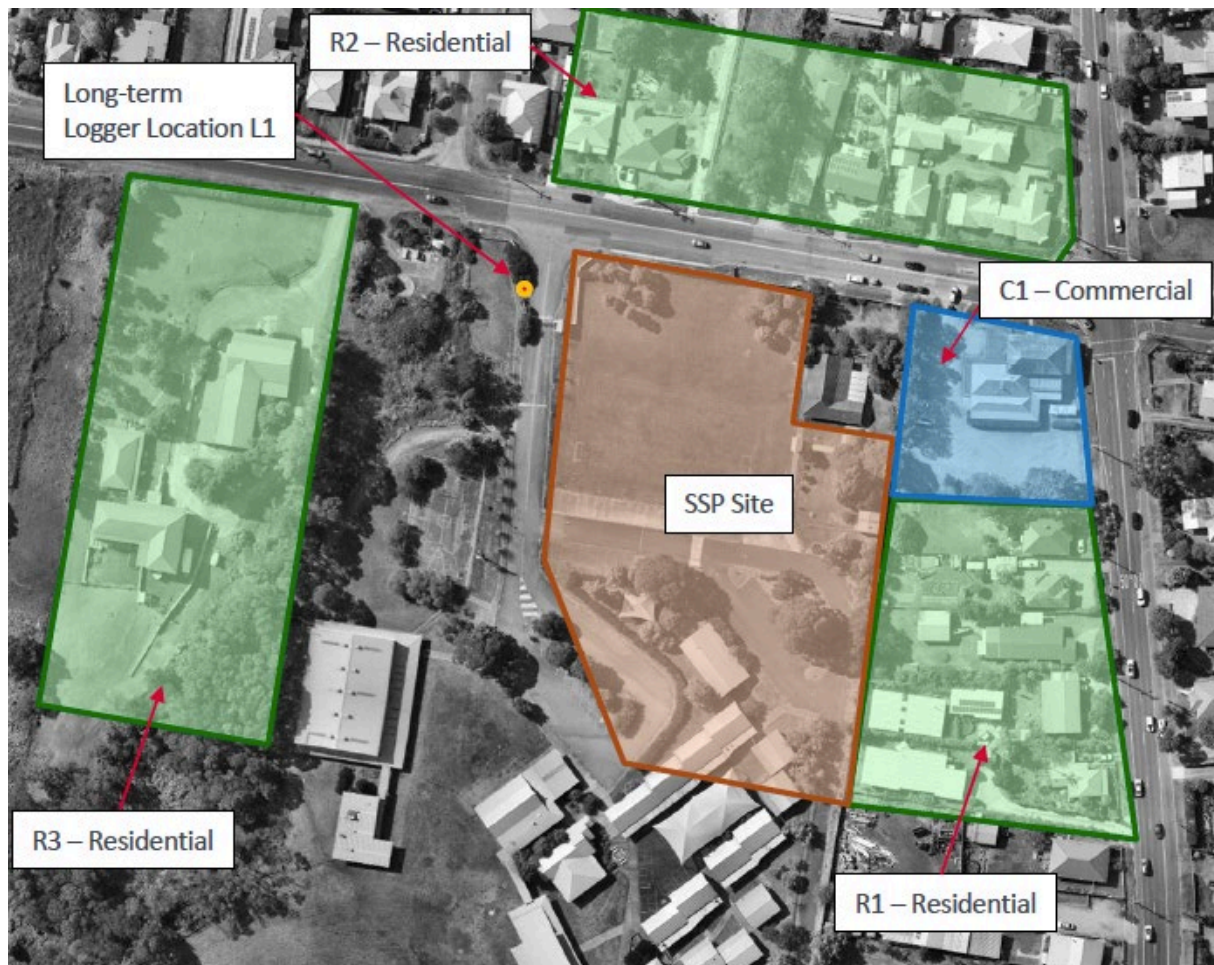 R2 – Residential
Long-term
Logger Location L1
C1 – Commercial
SSP Site
R3 – Residential
R1 – Residential